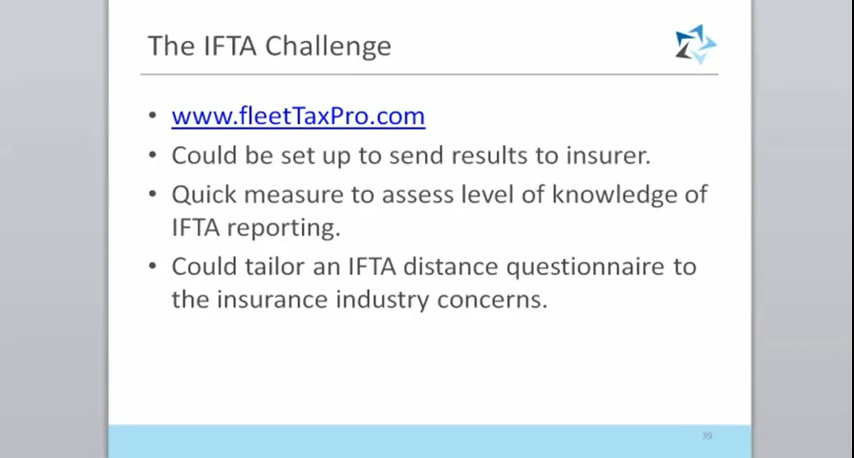 The IFTA Challenge
• www.fleetTaxPro.com
• Could be set up to send results to insurer.
• Quick measure to assess level of knowledge of
IFTA reporting.
• Could tailor an IFTA distance questionnaire to
the insurance industry concerns.
39